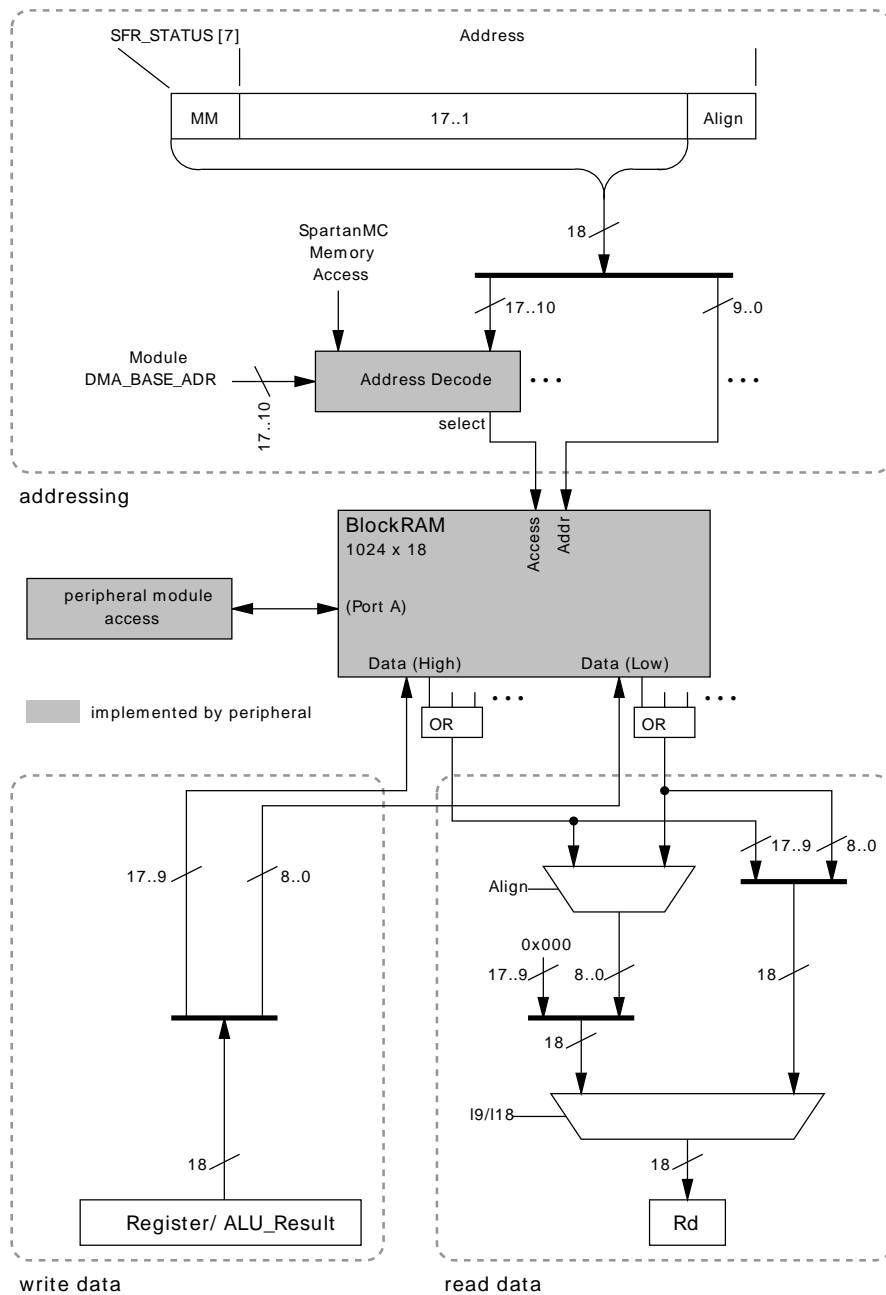 SFR_STATUS [7]
Address
MM
17..1
Align
18
SpartanMC
Memory
Access
17..10
9..0
Module
DMA_BASE_ADR
17..10
Address Decode
...
...
select
addressing
BlockRAM
1024 x 18
Access
Addr
peripheral module
access
(Port A)
Data (High)
Data (Low)
...
...
implemented by peripheral
OR
OR
17..9
8..0
17..9
8..0
Align
0x000
17..9
8..0
18
18
I9/I18
18
18
Register/ ALU_Result
Rd
write data
read data